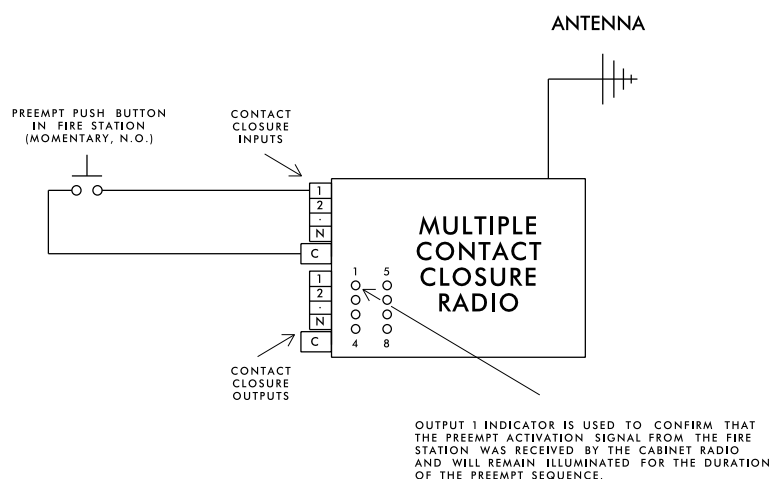 ANTENNA
PREEMPT PUSH BUTTON
IN FIRE STATION
(MOMENTARY, N.O.)
CONTACT
CLOSURE
INPUTS
1
2
-
N
C
1
2
-
N
C
MULTIPLE
CONTACT
CLOSURE
RADIO
1 5
4 8
CONTACT
CLOSURE
OUTPUTS
OUTPUT 1 INDICATOR IS USED TO CONFIRM THAT
THE PREEMPT ACTIVATION SIGNAL FROM THE FIRE
STATION WAS RECEIVED BY THE CABINET RADIO
AND WILL REMAIN ILLUMINATED FOR THE DURATION
OF THE PREEMPT SEQUENCE.